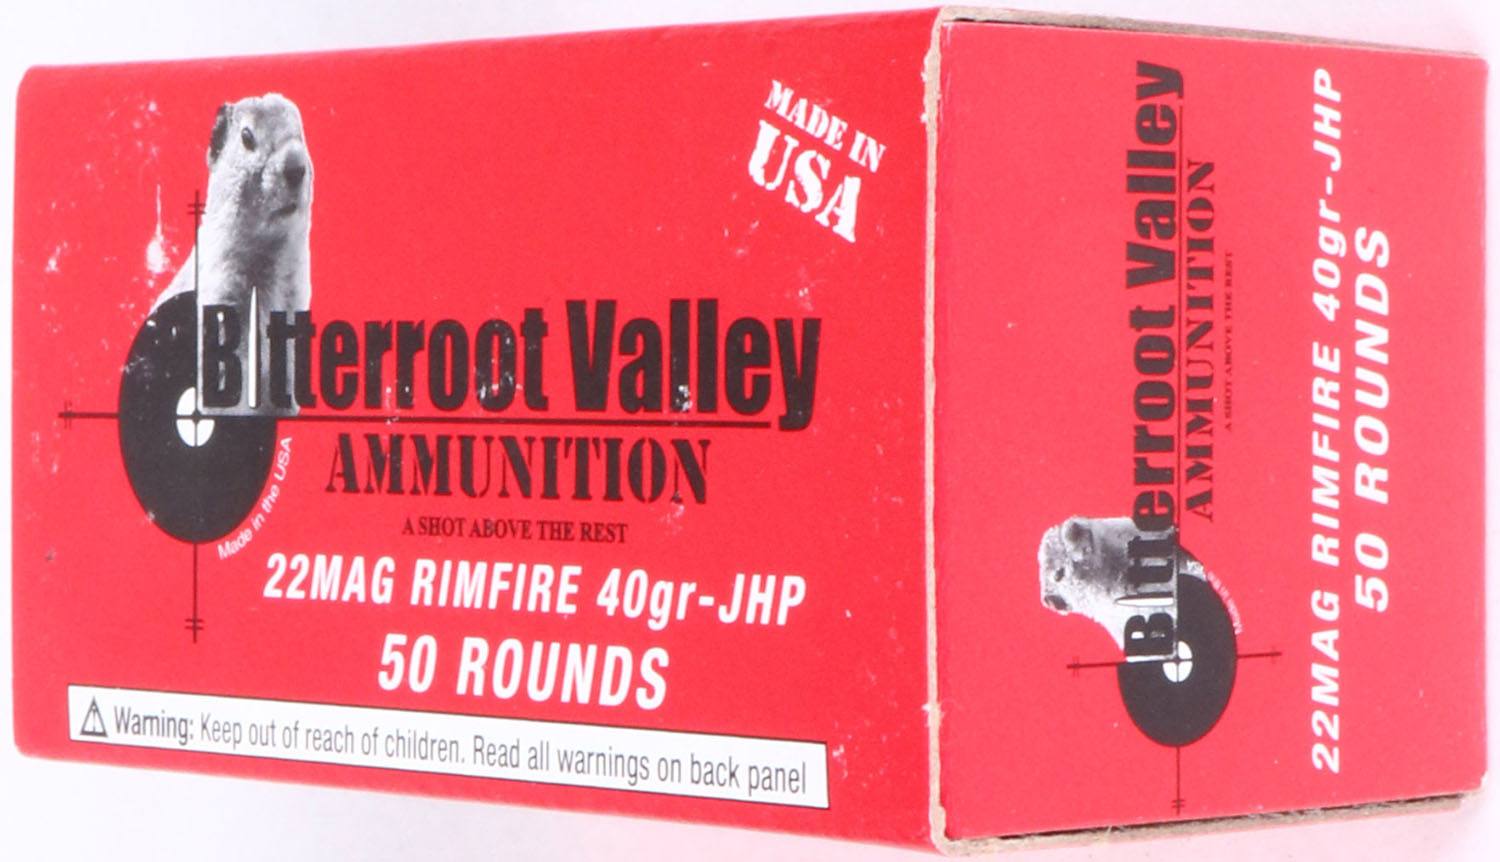 MADE IN
USA
Bitterroot Valley
AMMUNITION
Made in the USA
A SHOT ABOVE THE REST
22MAG RIMFIRE 40gr-JHP
50 ROUNDS
Warning: Keep out of reach of children. Read all warnings on back panel
Bitterroot Valley
AMMUNITION
A SHOT ABOVE THE REST
22MAG RIMFIRE 40gr-JHP
50 ROUNDS